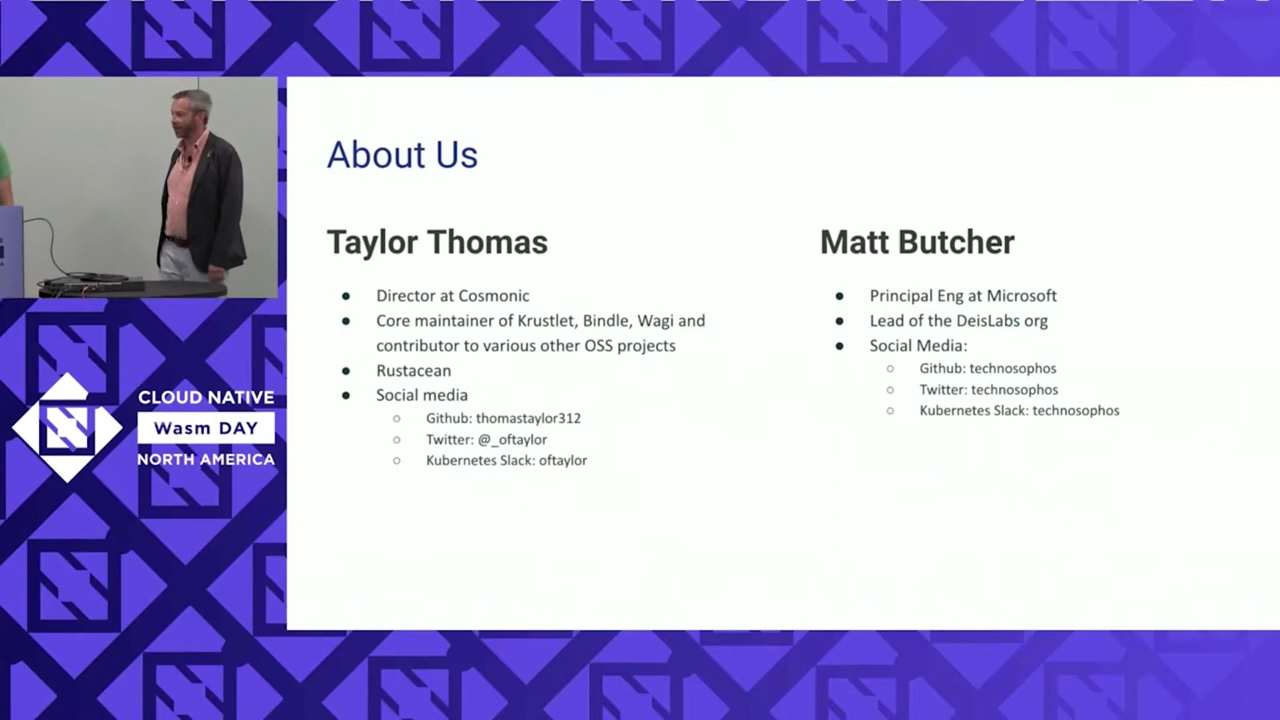 About Us
Taylor Thomas
Director at Cosmonic
Core maintainer of Krustlet, Bindle, Wagi and
contributor to various other OSS projects
Rustacean
Social media
Github: thomastaylor312
Twitter: @_oftaylor
Kubernetes Slack: oftaylor
Matt Butcher
Principal Eng at Microsoft
Lead of the DeisLabs org
Social Media:
Github: technosophos
Twitter: technosophos
Kubernetes Slack: technosophos
CLOUD NATIVE
Wasm DAY
NORTH AMERICA